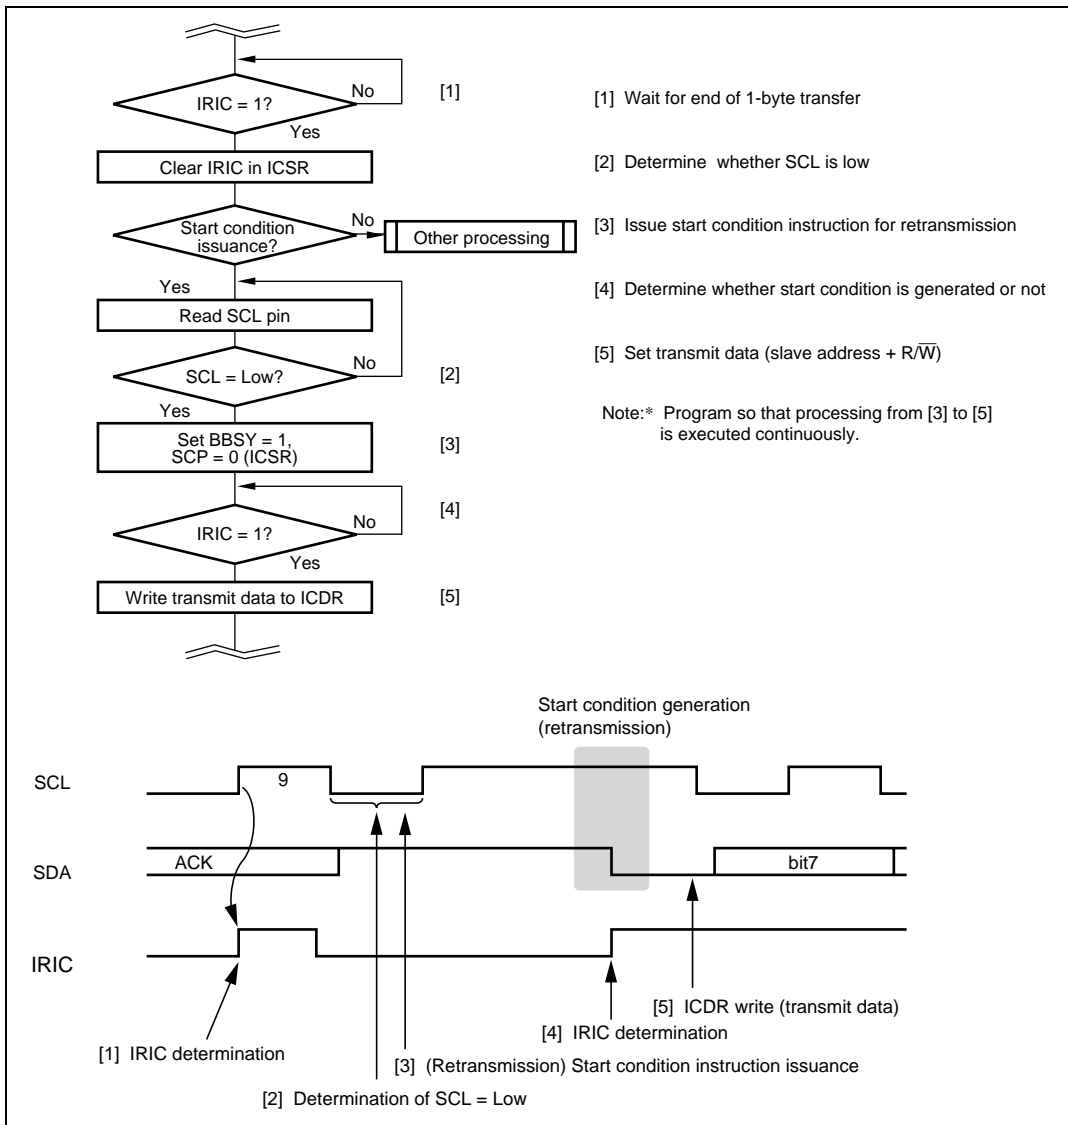 IRIC = 1?
No
[1]
Yes
Clear IRIC in ICSR
Start condition
issuance?
No
Other processing
Yes
Read SCL pin
SCL = Low?
No
[2]
Yes
Set BBSY = 1,
SCP = 0 (ICSR)
[3]
IRIC = 1?
No
[4]
Yes
Write transmit data to ICDR
[5]
[1] Wait for end of 1-byte transfer
[2] Determine whether SCL is low
[3] Issue start condition instruction for retransmission
[4] Determine whether start condition is generated or not
[5] Set transmit data (slave address + R/W̅)
Note:* Program so that processing from [3] to [5]
is executed continuously.
Start condition generation
(retransmission)
SCL
9
SDA
ACK
bit7
IRIC
[5] ICDR write (transmit data)
[4] IRIC determination
[1] IRIC determination
[3] (Retransmission) Start condition instruction issuance
[2] Determination of SCL = Low